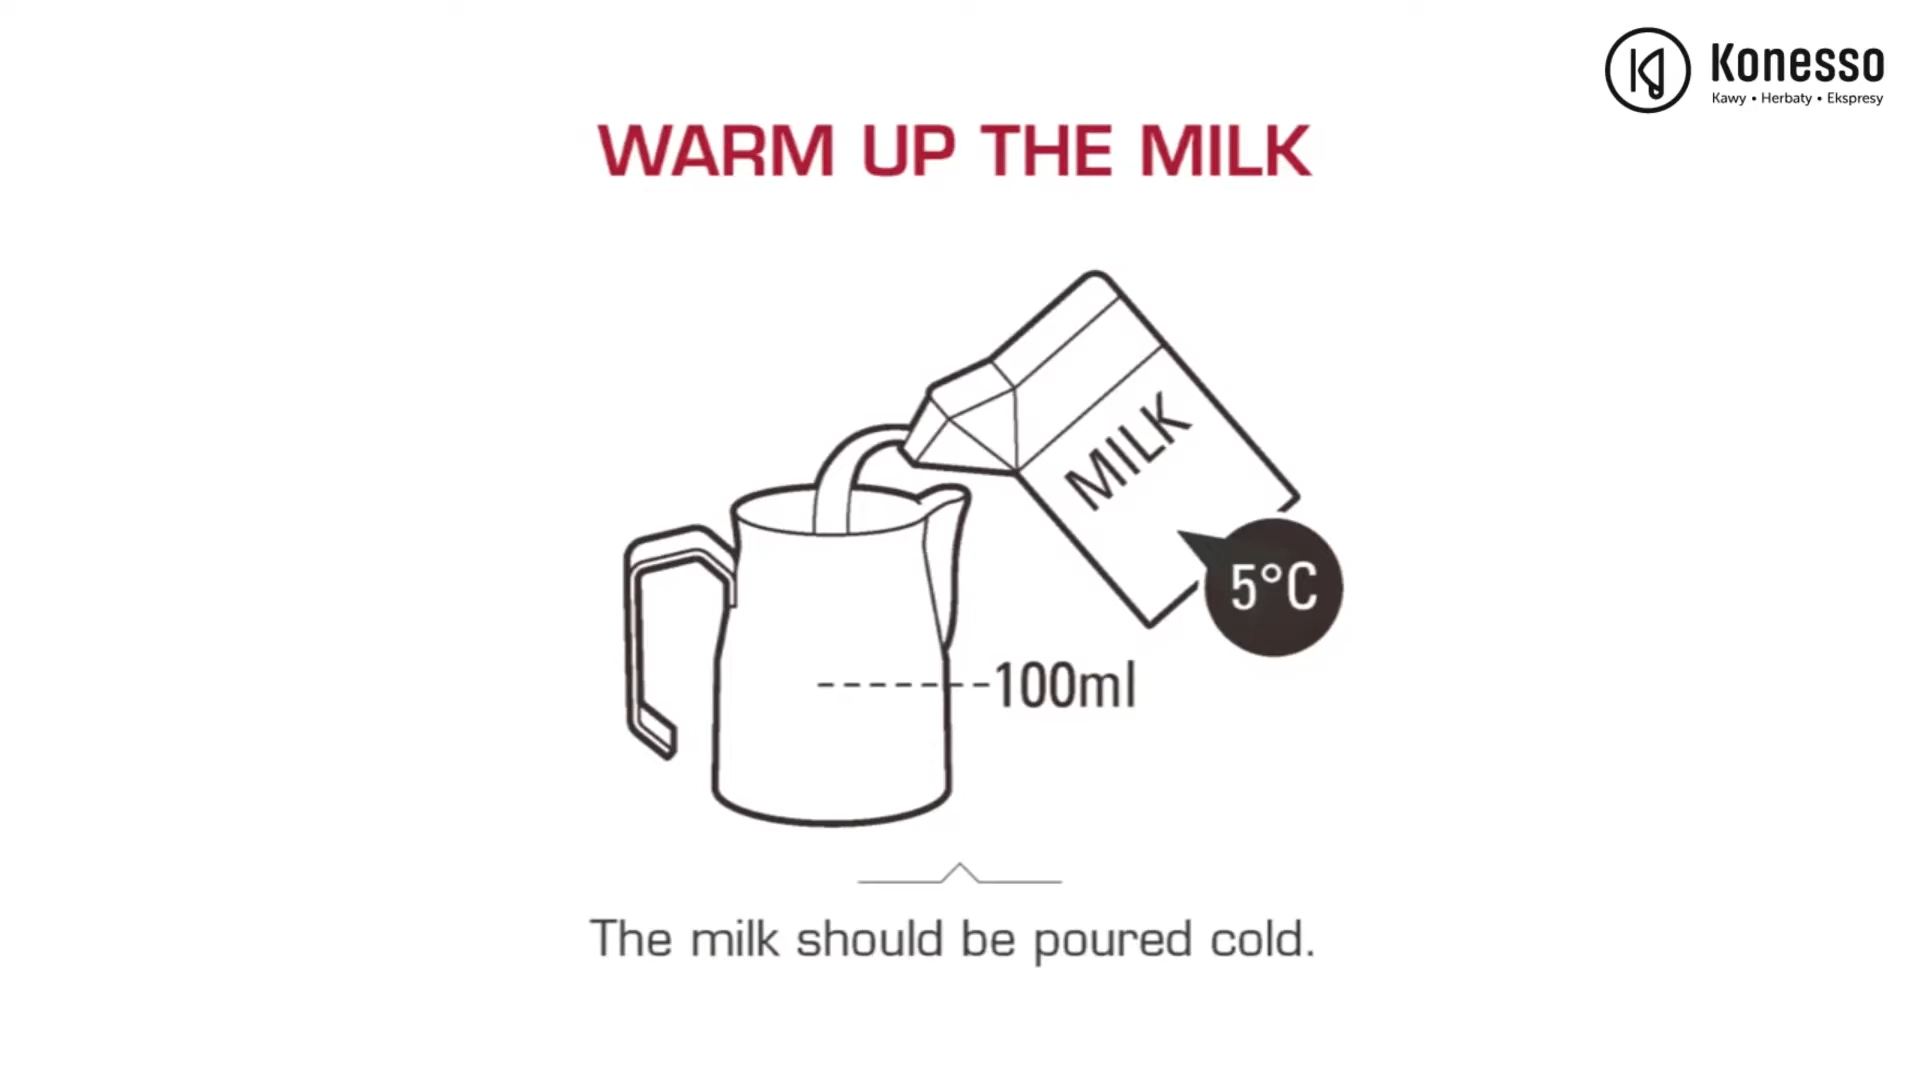 Konesso
Kawy • Herbaty • Ekspresy
WARM UP THE MILK
MILK
5°C
100ml
The milk should be poured cold.